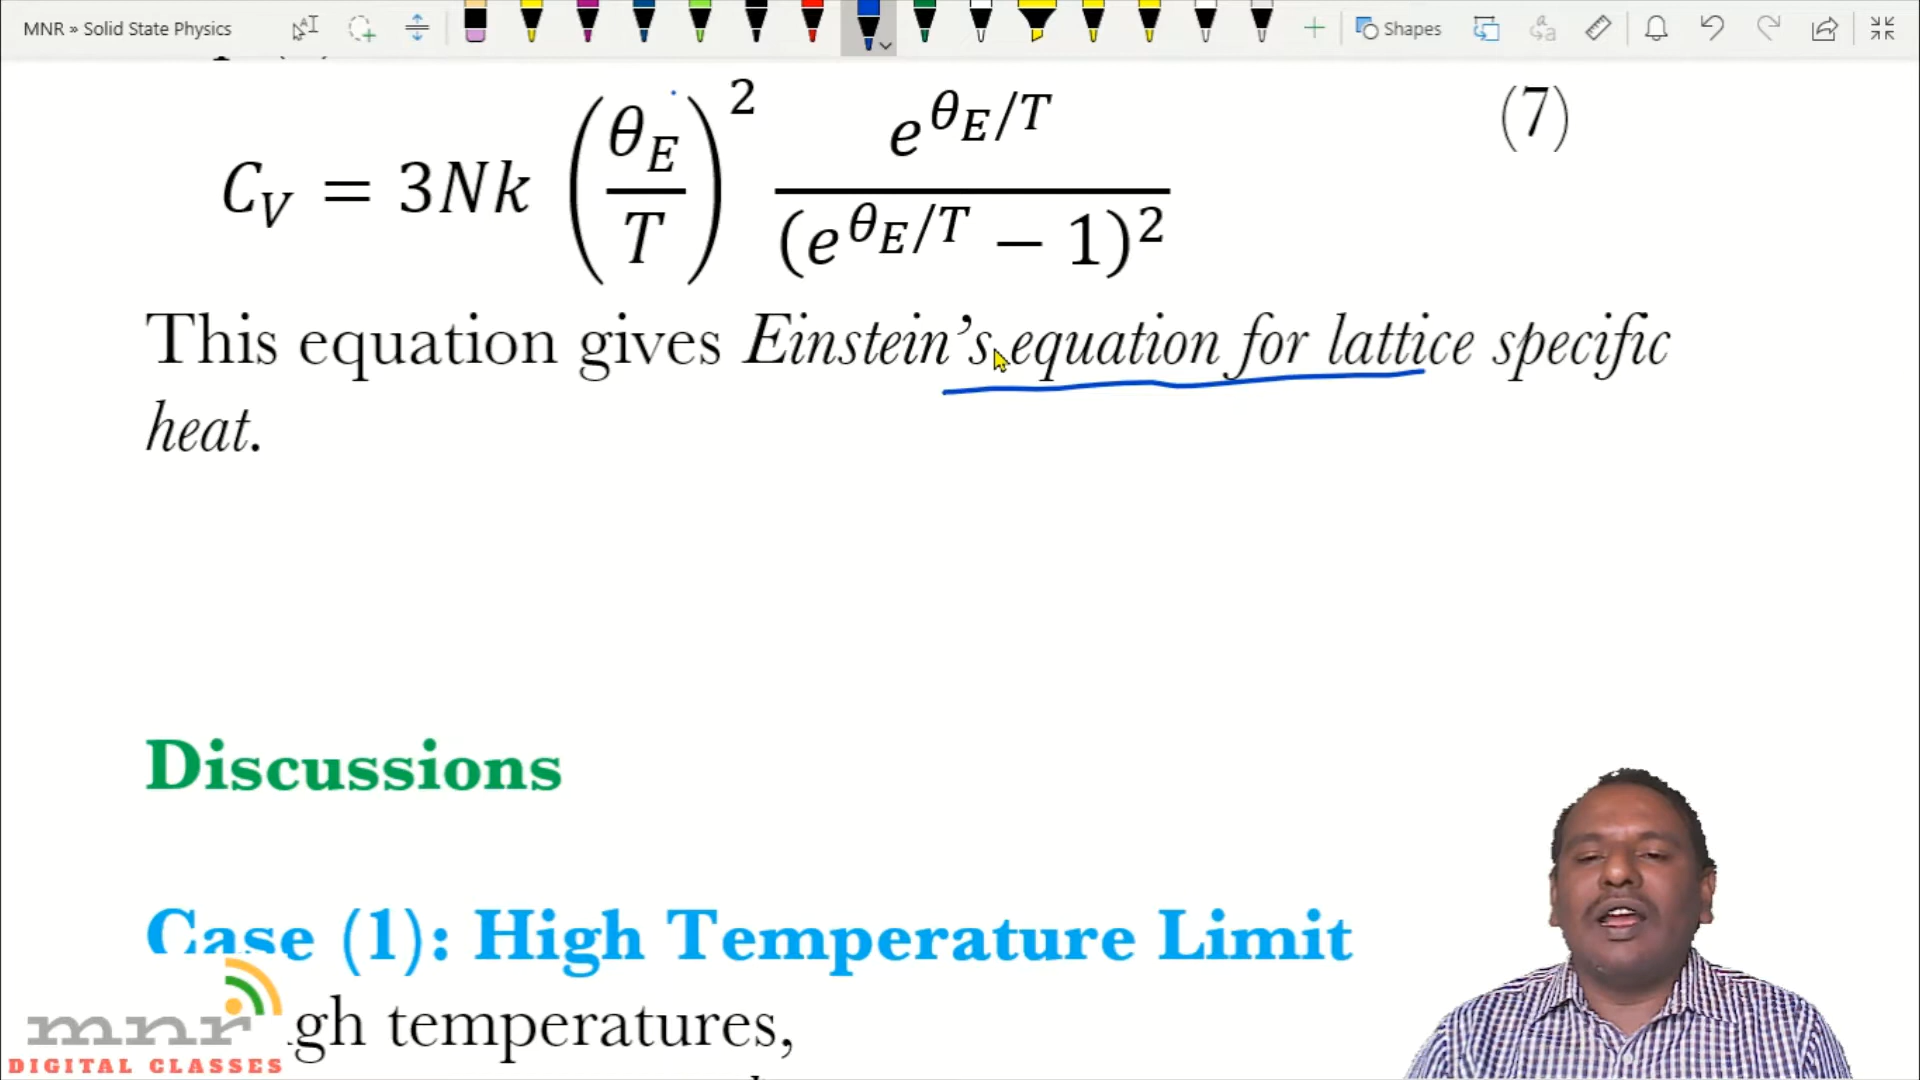 MNR » Solid State Physics
Shapes
C_V = 3Nk (θ_E/T)^2 e^{θ_E/T}/(e^{θ_E/T} − 1)^2 (7)
This equation gives Einstein’s equation for lattice specific
heat.
Discussions
Case (1): High Temperature Limit
gh temperatures,
mnr
DIGITAL CLASSES